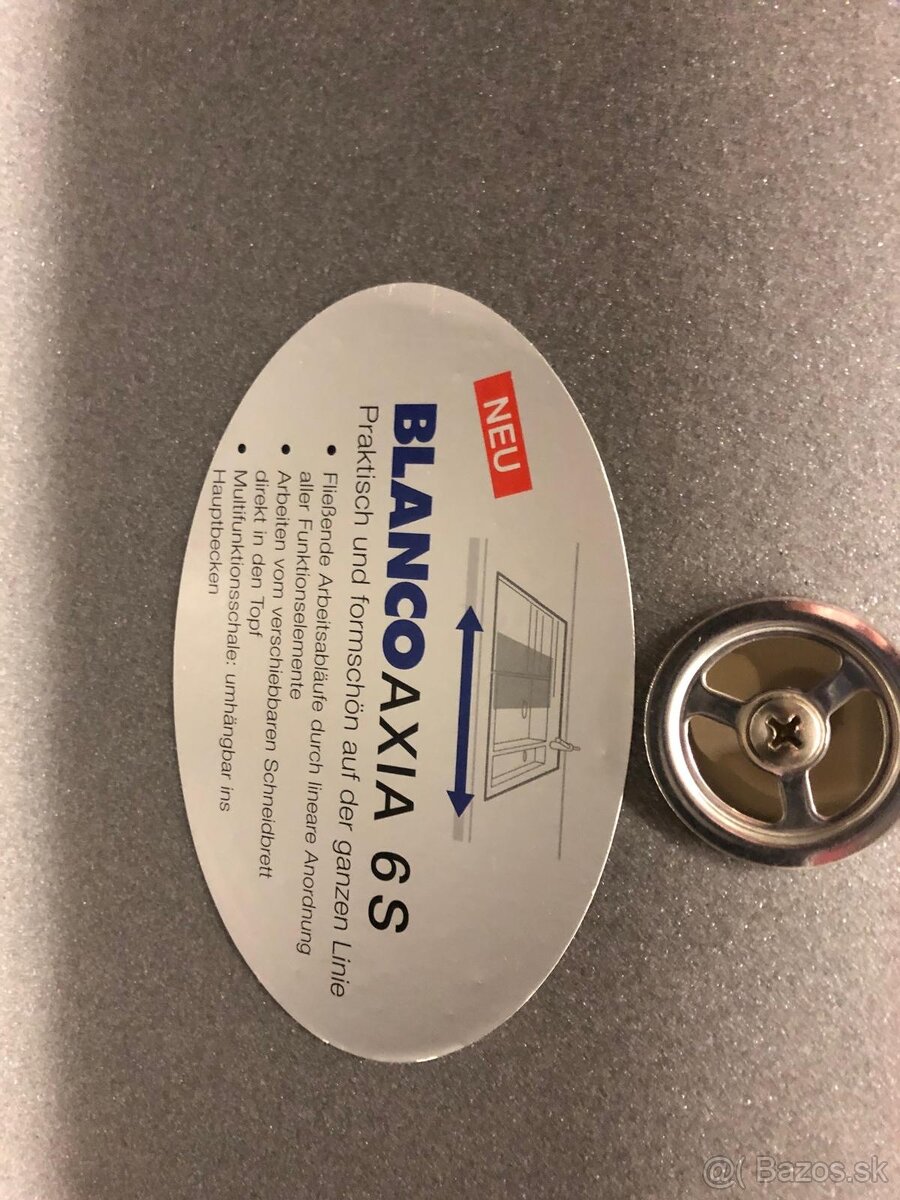 NEU
BLANCOAXIA 6 S
Praktisch und formschön auf der ganzen Linie
• Fließende Arbeitsabläufe durch lineare Anordnung
aller Funktionselemente
• Arbeiten vom verschiebbaren Schneidbrett
direkt in den Topf
• Multifunktionsschale: umhängbar ins
Hauptbecken
@( Bazos.sk